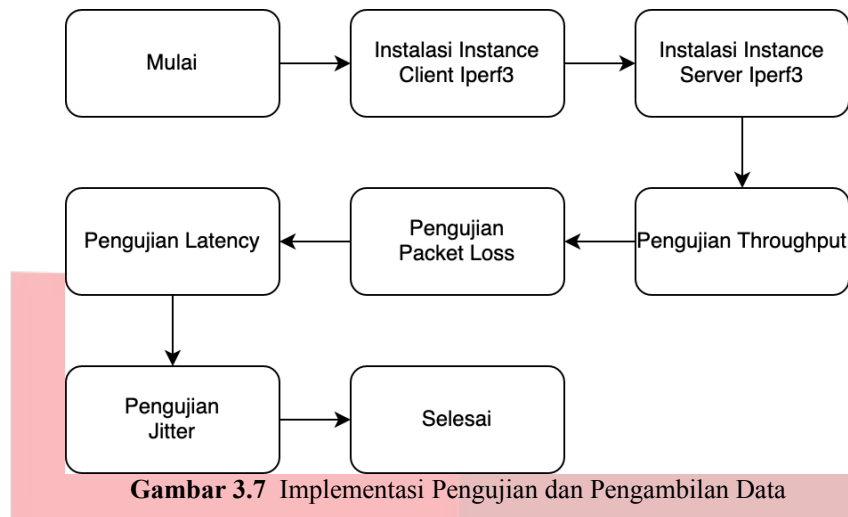 Mulai
Instalasi Instance
Client Iperf3
Instalasi Instance
Server Iperf3
Pengujian Throughput
Pengujian
Packet Loss
Pengujian Latency
Pengujian
Jitter
Selesai
Gambar 3.7 Implementasi Pengujian dan Pengambilan Data